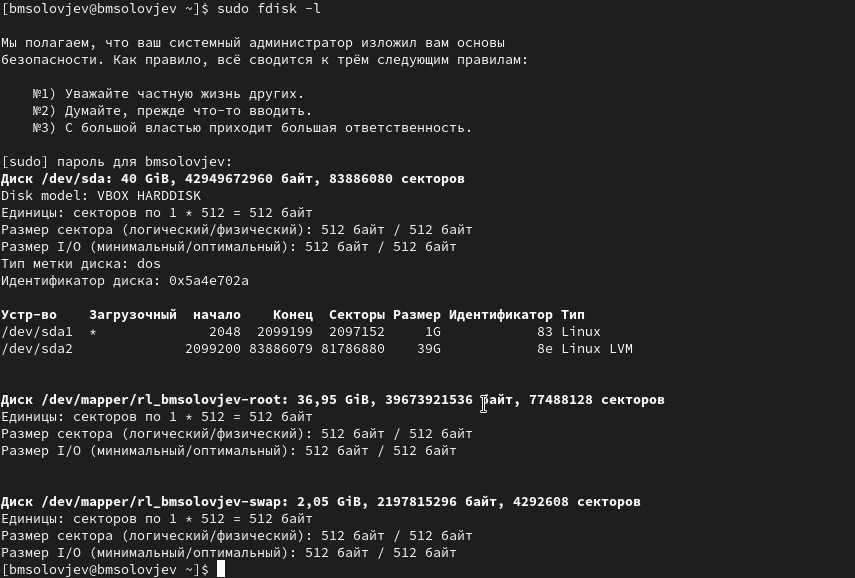 [bmsolovjev@bmsolovjev ~]$ sudo fdisk -l
Мы полагаем, что ваш системный администратор изложил вам основы
безопасности. Как правило, всё сводится к трём следующим правилам:
№1) Уважайте частную жизнь других.
№2) Думайте, прежде что-то вводить.
№3) С большой властью приходит большая ответственность.
[sudo] пароль для bmsolovjev:
Диск /dev/sda: 40 GiB, 42949672960 байт, 83886080 секторов
Disk model: VBOX HARDDISK
Единицы: секторов по 1 * 512 = 512 байт
Размер сектора (логический/физический): 512 байт / 512 байт
Размер I/O (минимальный/оптимальный): 512 байт / 512 байт
Тип метки диска: dos
Идентификатор диска: 0x5a4e702a
Устр-во    Загрузочный  начало    Конец  Секторы Размер Идентификатор Тип
/dev/sda1  *              2048  2099199  2097152     1G            83 Linux
/dev/sda2              2099200 83886079 81786880    39G            8e Linux LVM
Диск /dev/mapper/rl_bmsolovjev-root: 36,95 GiB, 39673921536 байт, 77488128 секторов
Единицы: секторов по 1 * 512 = 512 байт
Размер сектора (логический/физический): 512 байт / 512 байт
Размер I/O (минимальный/оптимальный): 512 байт / 512 байт
Диск /dev/mapper/rl_bmsolovjev-swap: 2,05 GiB, 2197815296 байт, 4292608 секторов
Единицы: секторов по 1 * 512 = 512 байт
Размер сектора (логический/физический): 512 байт / 512 байт
Размер I/O (минимальный/оптимальный): 512 байт / 512 байт
[bmsolovjev@bmsolovjev ~]$